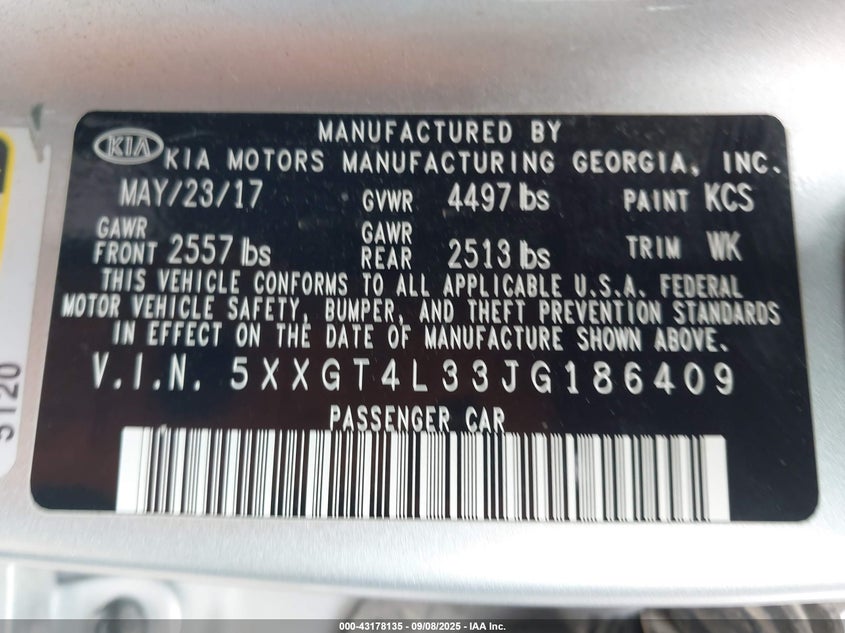 MANUFACTURED BY
KIA KIA MOTORS MANUFACTURING GEORGIA, INC.
MAY/23/17 GVWR 4497 lbs PAINT KCS
GAWR FRONT 2557 lbs GAWR REAR 2513 lbs TRIM WK
THIS VEHICLE CONFORMS TO ALL APPLICABLE U.S.A. FEDERAL
MOTOR VEHICLE SAFETY, BUMPER, AND THEFT PREVENTION STANDARDS
IN EFFECT ON THE DATE OF MANUFACTURE SHOWN ABOVE.
V.I.N. 5XXGT4L33JG186409
PASSENGER CAR
000-43178135 - 09/08/2025 - IAA Inc.